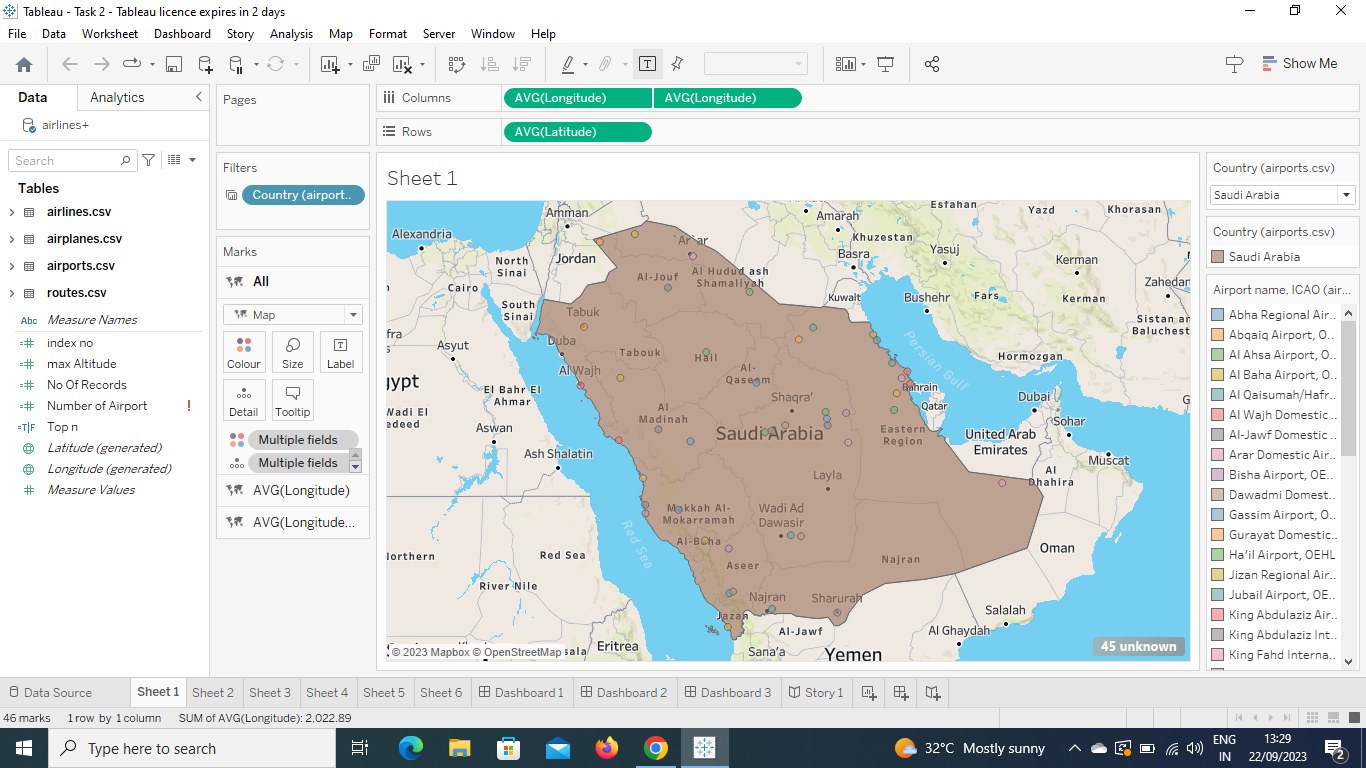 Tableau - Task 2 - Tableau licence expires in 2 days
File Data Worksheet Dashboard Story Analysis Map Format Server Window Help
Show Me
Data Analytics
airlines+
Search
Tables
airlines.csv
airplanes.csv
airports.csv
routes.csv
Abc Measure Names
index no
max Altitude
No Of Records
Number of Airport !
Top n
Latitude (generated)
Longitude (generated)
Measure Values
Pages
Filters
Country (airport..
Marks
All
Map
Colour Size Label
Detail Tooltip
Multiple fields
Multiple fields
AVG(Longitude)
AVG(Longitude...
Columns AVG(Longitude) AVG(Longitude)
Rows AVG(Latitude)
Sheet 1
Alexandria
Amman
Jordan
North
Sinai
Cairo
South
Sinai
Asyut
Al-Jouf
Al Hudud ash
Shamaliyah
Amarah
Khuzestan
Basra
Kuwait
Esfahan
Yazd
Khorasan
Yasuj
Kerman
Kerman
Zahedan
Bushehr
Fars
Sistan an
Baluchest
Hormozgan
Persian Gulf
Tabuk
Duba
Tabouk
Hail
Al Wajh
Al-
Qaseem
Shaqra'
Bahrain
Qatar
Dubai
Sohar
El Bahr El
Ahmar
Wadi El
edeed
Aswan
Al
Madinah
Saudi Arabia
Eastern
Region
United Arab
Emirates
Muscat
Ash Shalatin
Al
Dhahira
Layla
Makkah Al-
Mokarramah
Wadi Ad
Dawasir
Red Sea
Al-Baha
Aseer
Najran
Oman
Northern
Red Sea
River Nile
Najran
Sharurah
Jazan
Al-Jawf
Salalah
Al Ghaydah
Eritrea
Sana'a
Yemen
© 2023 Mapbox © OpenStreetMap
45 unknown
Country (airports.csv)
Saudi Arabia
Country (airports.csv)
Saudi Arabia
Airport name, ICAO (air...
Abha Regional Air..
Abqaiq Airport, O..
Al Ahsa Airport, O..
Al Baha Airport, O..
Al Qaisumah/Hafr..
Al Wajh Domestic ..
Al-Jawf Domestic ..
Arar Domestic Air..
Bisha Airport, OE..
Dawadmi Domest..
Gassim Airport, O..
Gurayat Domestic..
Ha'il Airport, OEHL
Jizan Regional Air..
Jubail Airport, OE..
King Abdulaziz Air..
King Abdulaziz Int..
King Fahd Interna..
Data Source Sheet 1 Sheet 2 Sheet 3 Sheet 4 Sheet 5 Sheet 6 Dashboard 1 Dashboard 2 Dashboard 3 Story 1
46 marks 1 row by 1 column SUM of AVG(Longitude): 2,022.89
Type here to search
32°C Mostly sunny
ENG
IN
13:29
22/09/2023
2